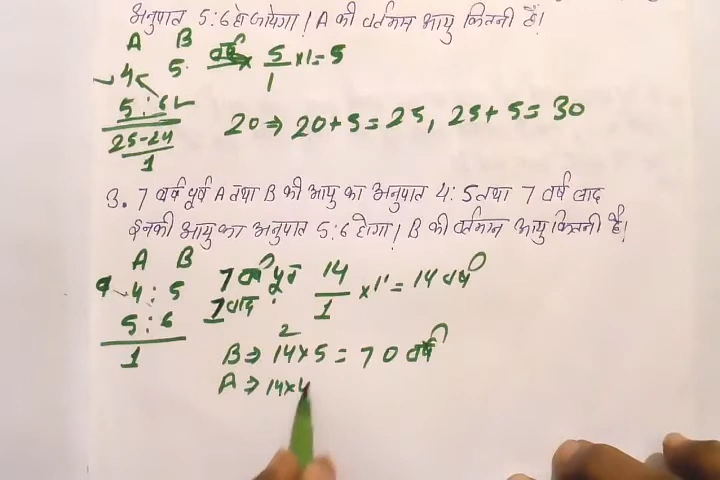 अनुपात 5:6 हो जायेगा। A की वर्तमान आयु कितनी है।
A B
4 5
5:6
25-24
1
वर्ष 5/1 ×1=5
20⇒20+5=25, 25+5=30
3. 7 वर्ष पूर्व A तथा B की आयु का अनुपात 4:5 तथा 7 वर्ष बाद
इनकी आयु का अनुपात 5:6 होगा। B की वर्तमान आयु कितनी है।
A B
4:5
5:6
1
7 वर्ष पूर्व
7 बाद
14/1 ×1=14 वर्ष
2
B⇒14×5=70 वर्ष
A⇒14×4